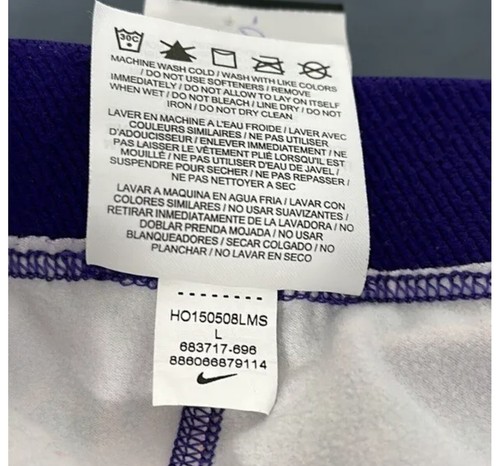 30C
MACHINE WASH COLD / WASH WITH LIKE COLORS
/ DO NOT USE SOFTENERS / REMOVE
IMMEDIATELY / DO NOT ALLOW TO LAY ON ITSELF
WHEN WET / DO NOT BLEACH / LINE DRY / DO NOT
IRON / DO NOT DRY CLEAN
LAVER EN MACHINE A L'EAU FROIDE / LAVER AVEC
COULEURS SIMILAIRES / NE PAS UTILISER
D'ADOUCISSEUR / ENLEVER IMMEDIATEMENT / NE
PAS LAISSER LE VÊTEMENT PLIÉ LORSQU'IL EST
MOUILLÉ / NE PAS UTILISER D'EAU DE JAVEL /
SUSPENDRE POUR SECHER / NE PAS REPASSER /
NE PAS NETTOYER A SEC
LAVAR A MAQUINA EN AGUA FRIA / LAVAR CON
COLORES SIMILARES / NO USAR SUAVIZANTES /
RETIRAR INMEDIATAMENTE DE LA LAVADORA / NO
DOBLAR PRENDA MOJADA / NO USAR
BLANQUEADORES / SECAR COLGADO / NO
PLANCHAR / NO LAVAR EN SECO
HO150508LMS
L
683717-696
886066879114